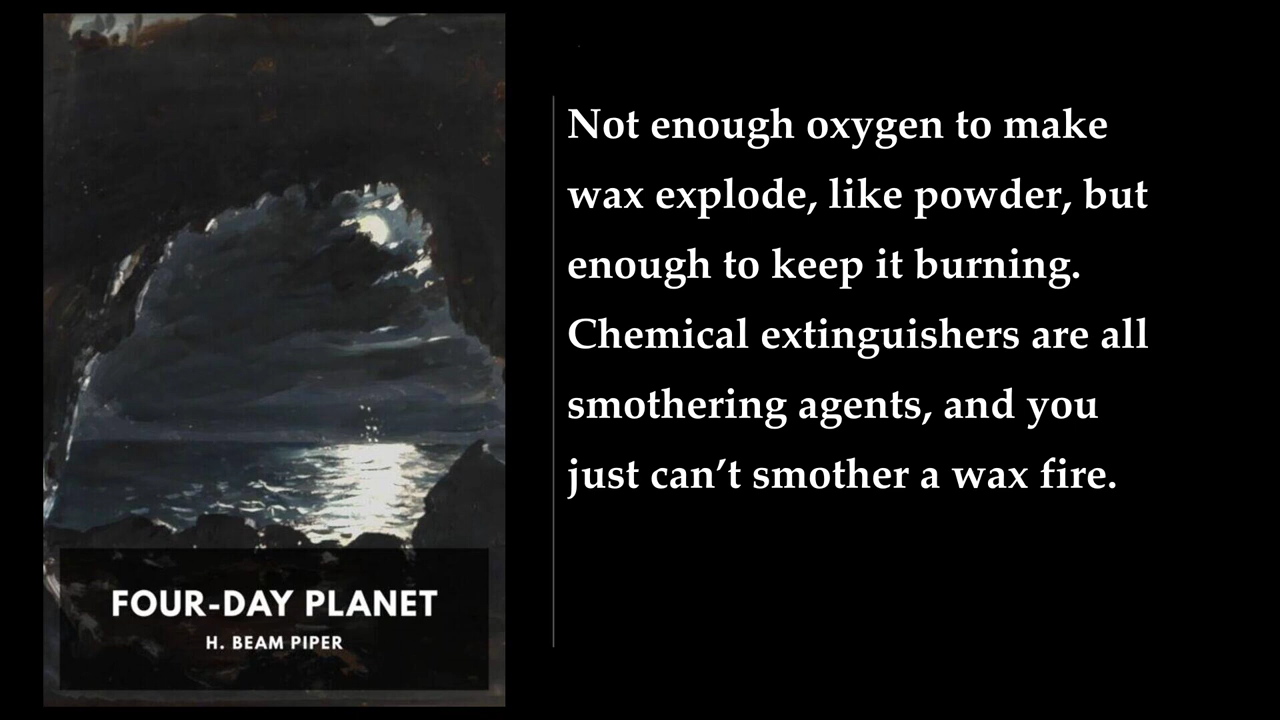 Not enough oxygen to make
wax explode, like powder, but
enough to keep it burning.
Chemical extinguishers are all
smothering agents, and you
just can’t smother a wax fire.
FOUR-DAY PLANET
H. BEAM PIPER